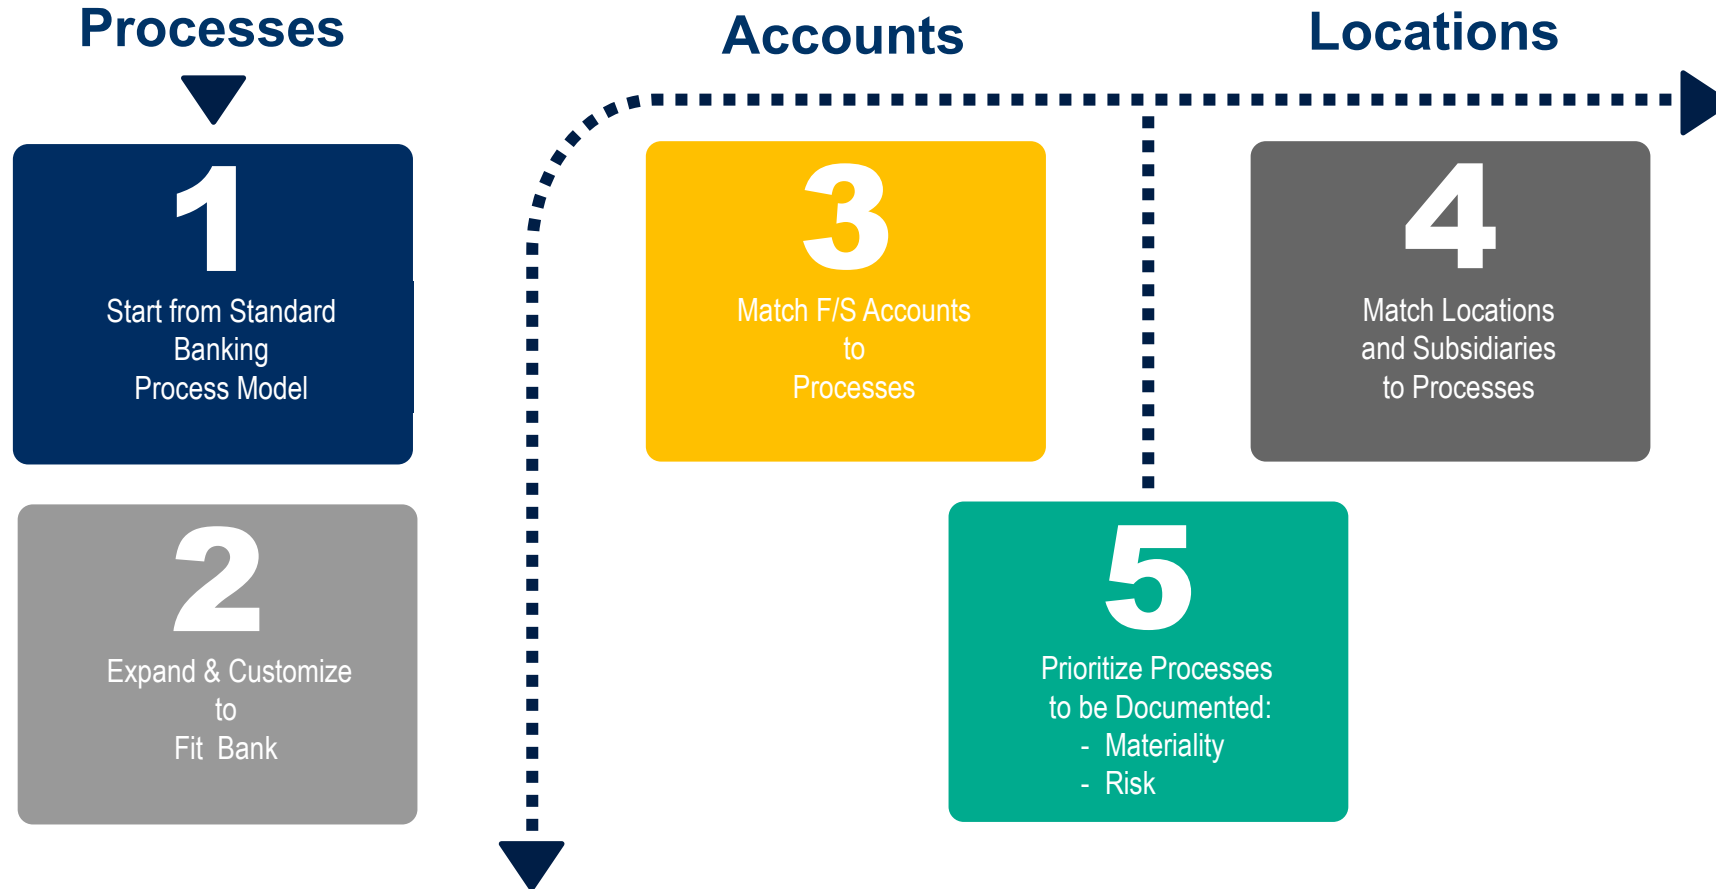 Processes
Accounts
Locations
1
Start from Standard
Banking
Process Model
2
Expand & Customize
to
Fit Bank
3
Match F/S Accounts
to
Processes
4
Match Locations
and Subsidiaries
to Processes
5
Prioritize Processes
to be Documented:
- Materiality
- Risk